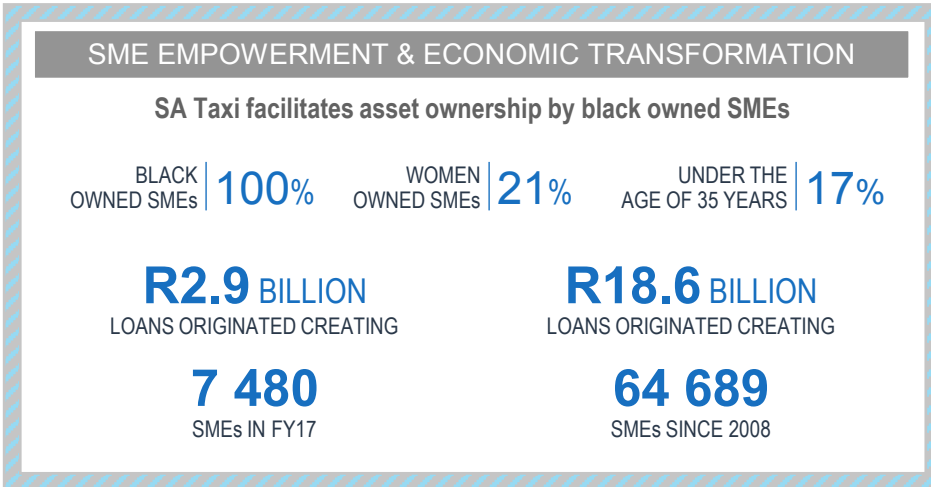 SME EMPOWERMENT & ECONOMIC TRANSFORMATION
SA Taxi facilitates asset ownership by black owned SMEs
BLACK
OWNED SMEs
100%
WOMEN
OWNED SMEs
21%
UNDER THE
AGE OF 35 YEARS
17%
R2.9 BILLION
LOANS ORIGINATED CREATING
7 480
SMEs IN FY17
R18.6 BILLION
LOANS ORIGINATED CREATING
64 689
SMEs SINCE 2008